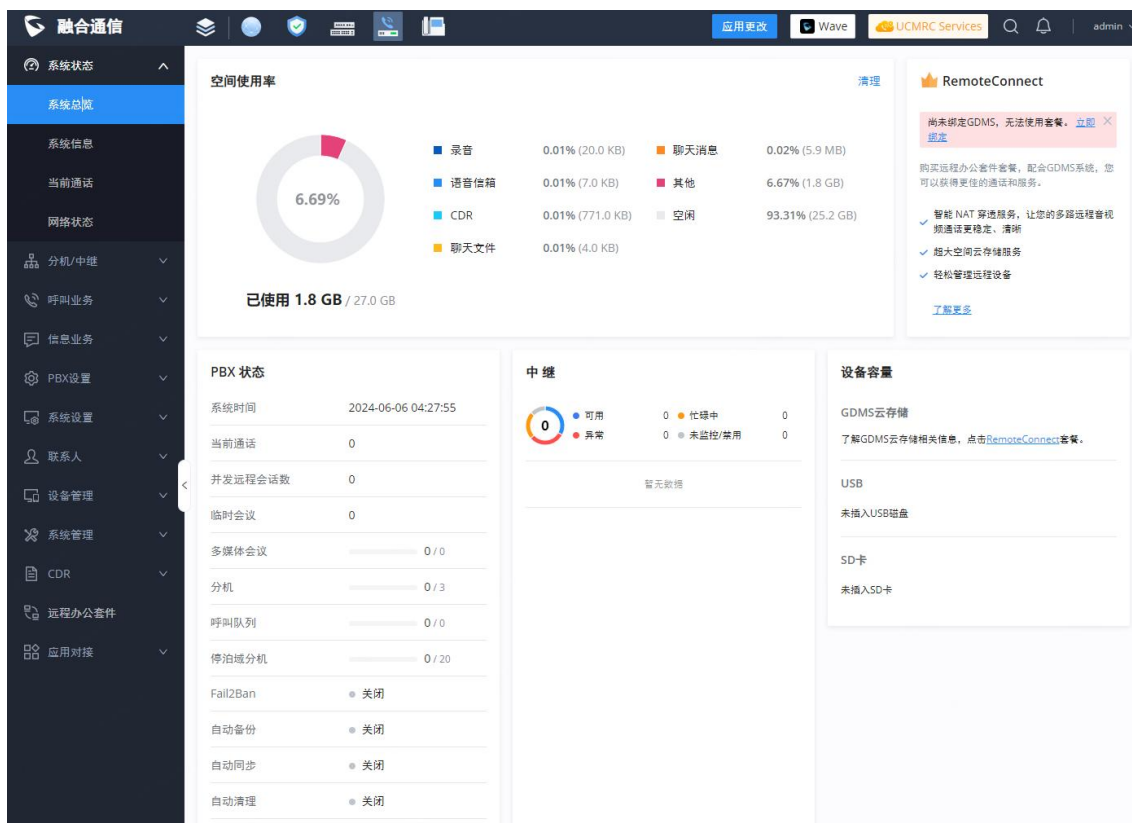 融合通信
应用更改
Wave
UCMRC Services
admin
系统状态
系统总览
系统信息
当前通话
网络状态
分机/中继
呼叫业务
信息业务
PBX设置
系统设置
联系人
设备管理
系统管理
CDR
远程办公套件
应用对接
空间使用率
清理
6.69%
已使用 1.8 GB / 27.0 GB
录音 0.01% (20.0 KB)
聊天消息 0.02% (5.9 MB)
语音信箱 0.01% (7.0 KB)
其他 6.67% (1.8 GB)
CDR 0.01% (771.0 KB)
空闲 93.31% (25.2 GB)
聊天文件 0.01% (4.0 KB)
RemoteConnect
尚未绑定GDMS，无法使用套餐。立即
绑定
购买远程办公套件套餐，配合GDMS系统，您
可以获得更佳的通话和服务。
智能 NAT 穿透服务，让您的多路远程音视
频通话更稳定、清晰
超大空间云存储服务
轻松管理远程设备
了解更多
PBX 状态
系统时间 2024-06-06 04:27:55
当前通话 0
并发远程会话数 0
临时会议 0
多媒体会议 0 / 0
分机 0 / 3
呼叫队列 0 / 0
停泊域分机 0 / 20
Fail2Ban 关闭
自动备份 关闭
自动同步 关闭
自动清理 关闭
中继
0
可用 0
忙碌中 0
异常 0
未监控/禁用 0
暂无数据
设备容量
GDMS云存储
了解GDMS云存储相关信息，点击RemoteConnect套餐。
USB
未插入USB磁盘
SD卡
未插入SD卡